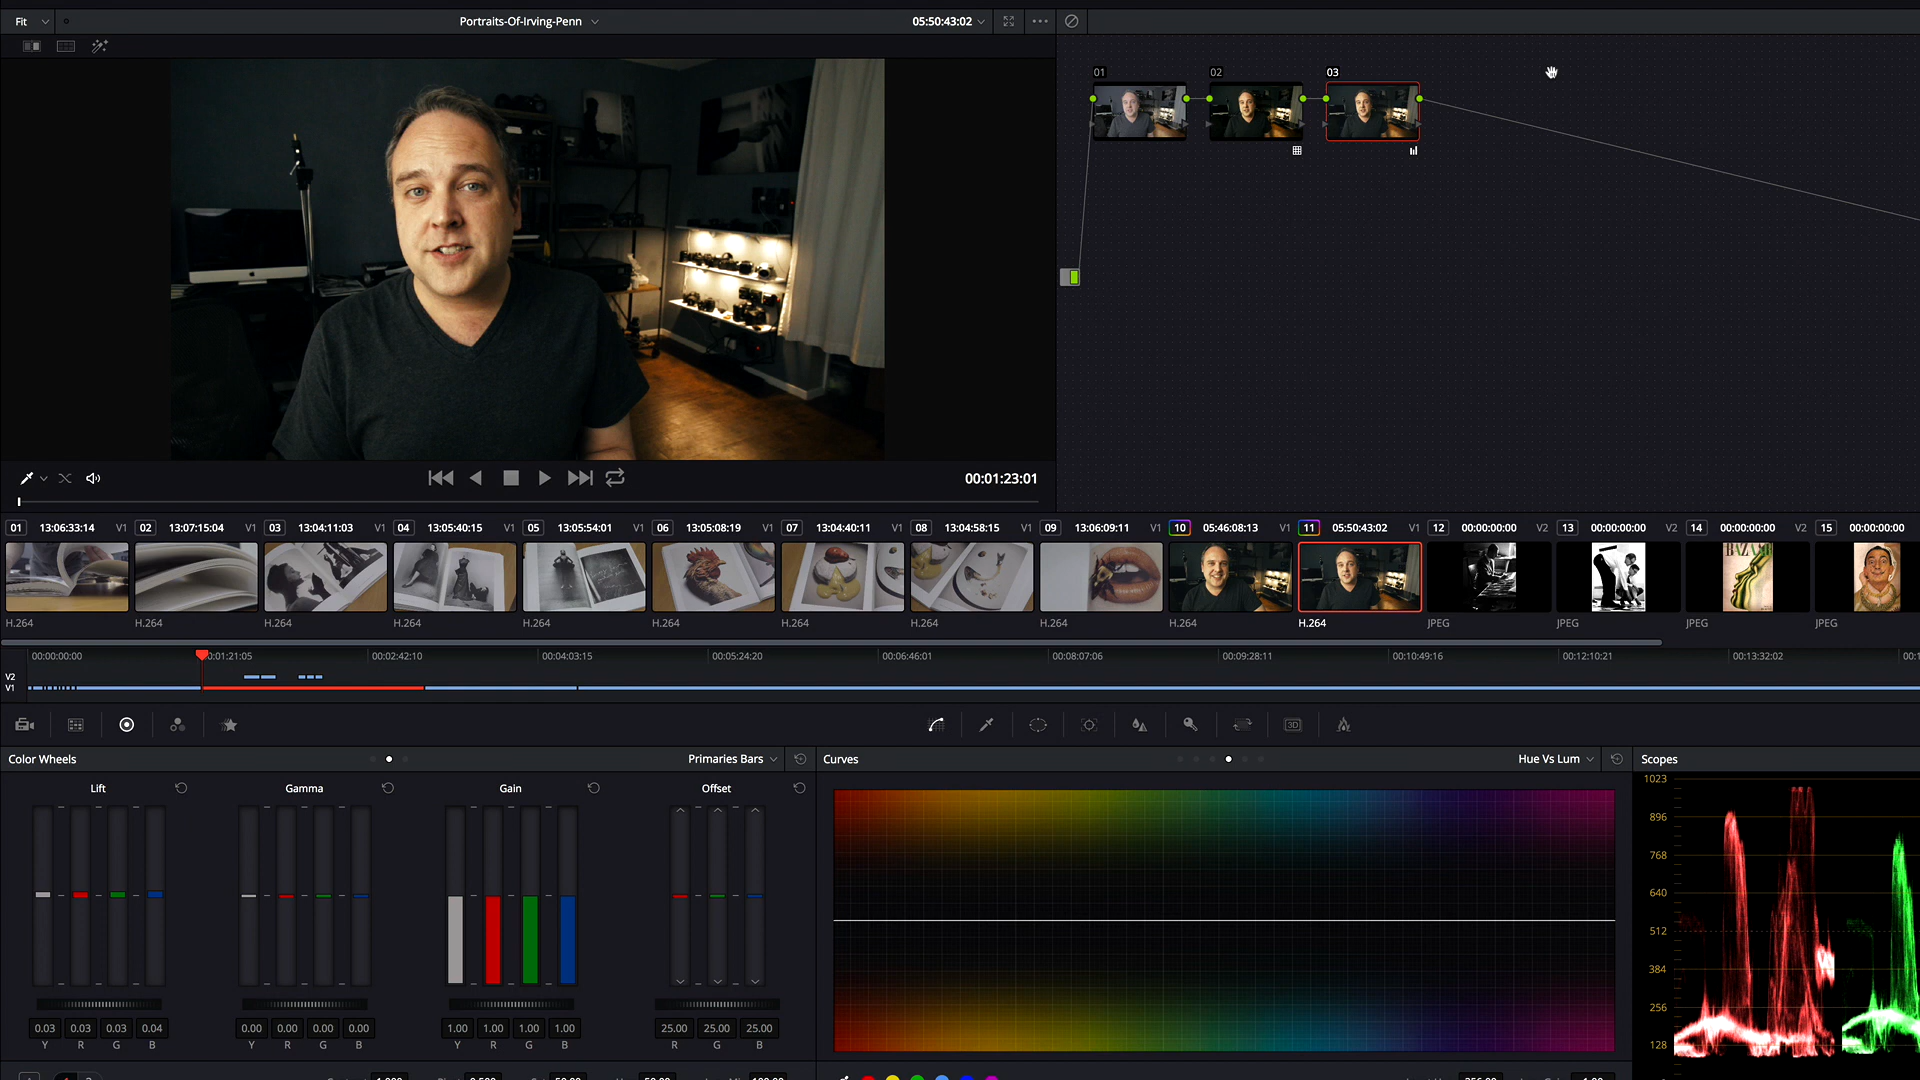 Fit Portraits-Of-Irving-Penn 05:50:43:02
01 02 03
00:01:23:01
01 13:06:33:14 V1 02 13:07:15:04 V1 03 13:04:11:03 V1 04 13:05:40:15 V1 05 13:05:54:01 V1 06 13:05:08:19 V1 07 13:04:40:11 V1 08 13:04:58:15 V1 09 13:06:09:11 V1 10 05:46:08:13 V1 11 05:50:43:02 V1 12 00:00:00:00 V2 13 00:00:00:00 V2 14 00:00:00:00 V2 15 00:00:00:00
H.264 H.264 H.264 H.264 H.264 H.264 H.264 H.264 H.264 H.264 H.264 JPEG JPEG JPEG JPEG
00:00:00:00 0:01:21:05 00:02:42:10 00:04:03:15 00:05:24:20 00:06:46:01 00:08:07:06 00:09:28:11 00:10:49:16 00:12:10:21 00:13:32:02 00:1
V2
V1
3D
Color Wheels Primaries Bars Curves Hue Vs Lum Scopes
Lift Gamma Gain Offset
1023
896
768
640
512
384
256
128
0.03 0.03 0.03 0.04 0.00 0.00 0.00 0.00 1.00 1.00 1.00 1.00 25.00 25.00 25.00
Y R G B Y R G B Y R G B R G B